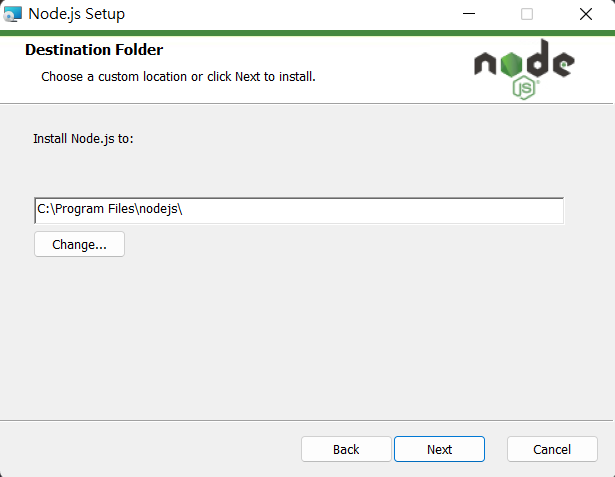 Node.js Setup
Destination Folder
Choose a custom location or click Next to install.
node
JS
Install Node.js to:
C:\Program Files\nodejs\
Change...
Back
Next
Cancel